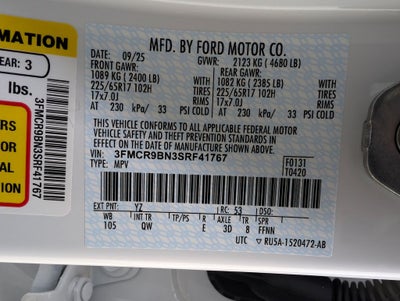 RMATION
EAR: 3
lbs.
3FMCR9BN3SRF41767
MFD. BY FORD MOTOR CO.
DATE: 09/25 GVWR: 2123 KG (4680 LB)
FRONT GAWR: REAR GAWR:
1089 KG (2400 LB) 1082 KG (2385 LB)
225/65R17 102H TIRES 225/65R17 102H
17x7.0J RIMS 17x7.0J
AT 230 kPa/ 33 PSI COLD AT 230 kPa/ 33 PSI COLD
THIS VEHICLE CONFORMS TO ALL APPLICABLE FEDERAL MOTOR
VEHICLE SAFETY AND THEFT PREVENTION STANDARDS IN EFFECT ON THE
DATE OF MANUFACTURE SHOWN ABOVE.
VIN: 3FMCR9BN3SRF41767
TYPE: MPV
F0131
T0420
EXT PNT: YZ RC: 53 DSO:
WB INT TR TP/PS R AXLE TR SPR
105 QW E 3D 8 FFNN
UTC RU5A-1520472-AB